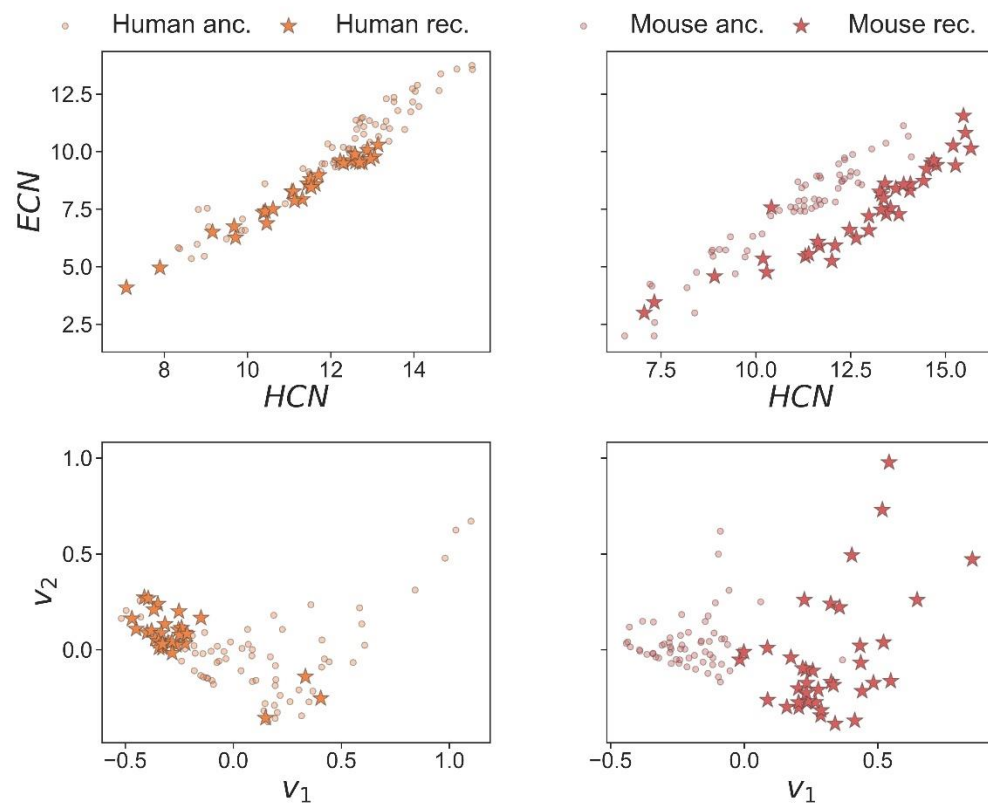 Human anc. Human rec. Mouse anc. Mouse rec.
ECN
12.5
10.0
7.5
5.0
2.5
8 10 12 14
HCN
7.5 10.0 12.5 15.0
HCN
v2
1.0
0.5
0.0
−0.5 0.0 0.5 1.0
v1
−0.5 0.0 0.5
v1